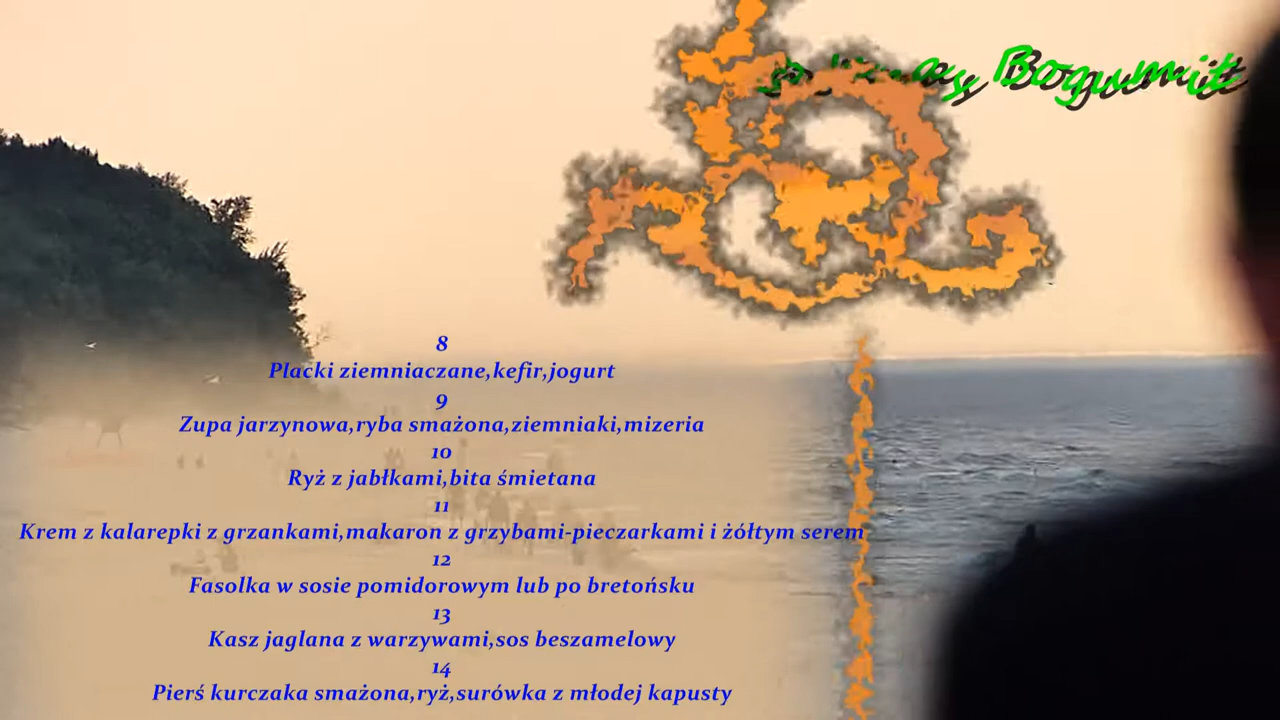 Bogumił
8
Placki ziemniaczane,kefir,jogurt
9
Zupa jarzynowa,ryba smażona,ziemniaki,mizeria
10
Ryż z jabłkami,bita śmietana
11
Krem z kalarepki z grzankami,makaron z grzybami-pieczarkami i żółtym serem
12
Fasolka w sosie pomidorowym lub po bretońsku
13
Kasz jaglana z warzywami,sos beszamelowy
14
Pierś kurczaka smażona,ryż,surówka z młodej kapusty